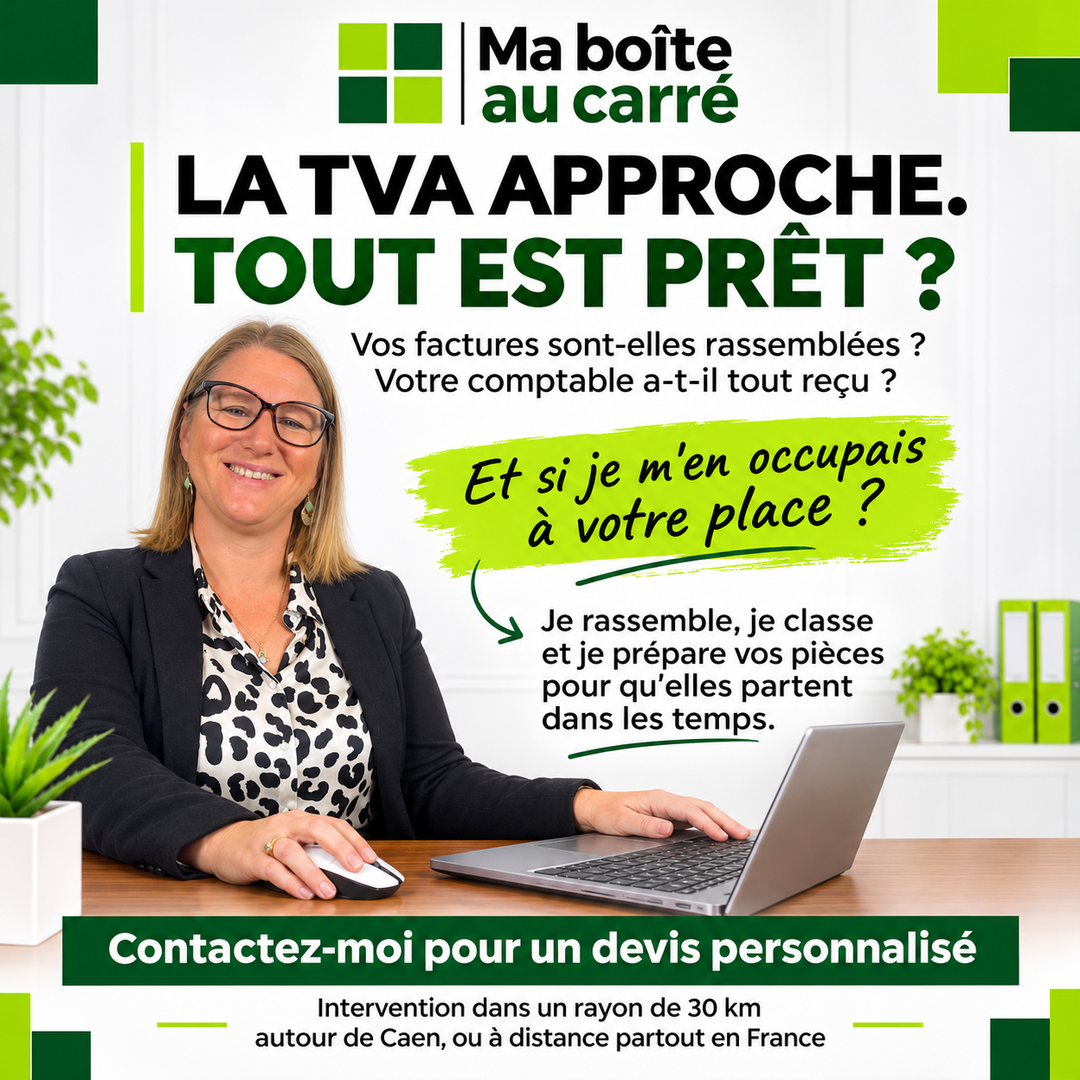 Ma boîte
au carré
LA TVA APPROCHE.
TOUT EST PRÊT ?
Vos factures sont-elles rassemblées ?
Votre comptable a-t-il tout reçu ?
Et si je m'en occupais
à votre place ?
Je rassemble, je classe
et je prépare vos pièces
pour qu'elles partent
dans les temps.
Contactez-moi pour un devis personnalisé
Intervention dans un rayon de 30 km
autour de Caen, ou à distance partout en France